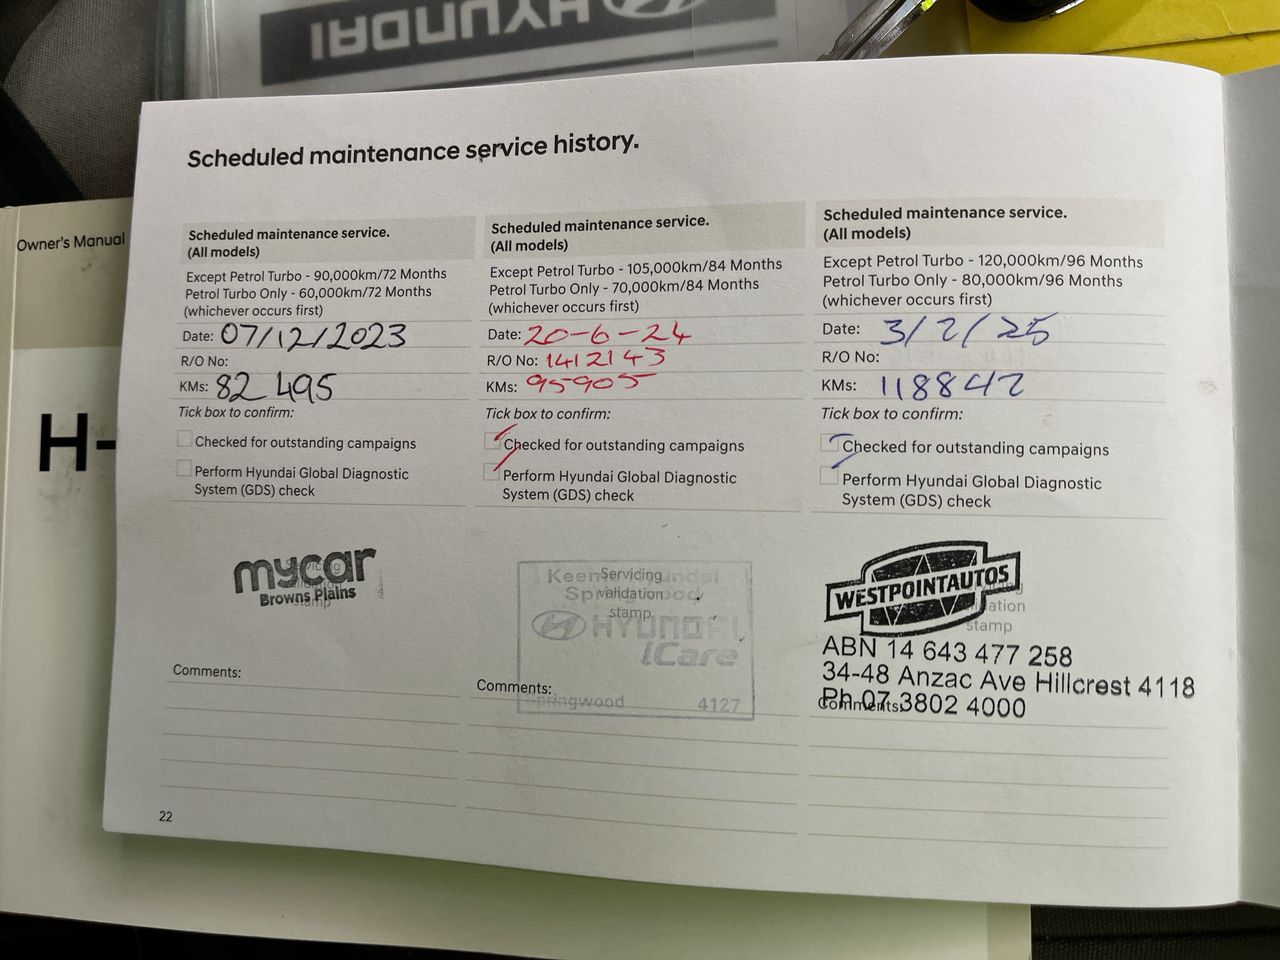 HYUNDAI
Owner's Manual
H-
Scheduled maintenance service history.
Scheduled maintenance service.
(All models)
Except Petrol Turbo - 90,000km/72 Months
Petrol Turbo Only - 60,000km/72 Months
(whichever occurs first)
Date: 07/12/2023
R/O No:
KMs: 82 495
Tick box to confirm:
Checked for outstanding campaigns
Perform Hyundai Global Diagnostic
System (GDS) check
mycar
Browns Plains
Comments:
Scheduled maintenance service.
(All models)
Except Petrol Turbo - 105,000km/84 Months
Petrol Turbo Only - 70,000km/84 Months
(whichever occurs first)
Date: 20-6-24
R/O No: 1412143
KMs: 95905
Tick box to confirm:
Checked for outstanding campaigns
Perform Hyundai Global Diagnostic
System (GDS) check
Servicing
validation
stamp
HYUNDAI
iCare
Springwood 4127
Comments:
Scheduled maintenance service.
(All models)
Except Petrol Turbo - 120,000km/96 Months
Petrol Turbo Only - 80,000km/96 Months
(whichever occurs first)
Date: 3/2/25
R/O No:
KMs: 118842
Tick box to confirm:
Checked for outstanding campaigns
Perform Hyundai Global Diagnostic
System (GDS) check
WESTPOINTAUTOS
stamp
ABN 14 643 477 258
34-48 Anzac Ave Hillcrest 4118
Ph 07 3802 4000
Comments:
22